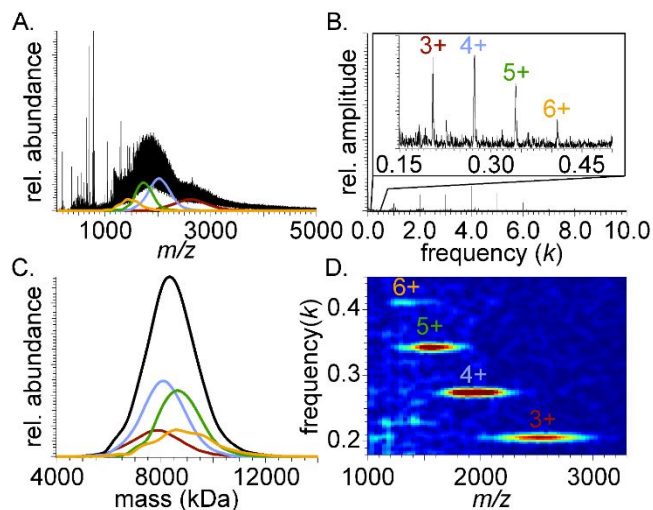 A.
rel. abundance
1000 3000 5000
m/z
B.
rel. amplitude
3+ 4+ 5+ 6+
0.15 0.30 0.45
0.0 2.0 4.0 6.0 8.0 10.0
frequency (k)
C.
rel. abundance
4000 8000 12000
mass (kDa)
D.
frequency(k)
0.4
0.3
0.2
6+
5+
4+
3+
1000 2000 3000
m/z